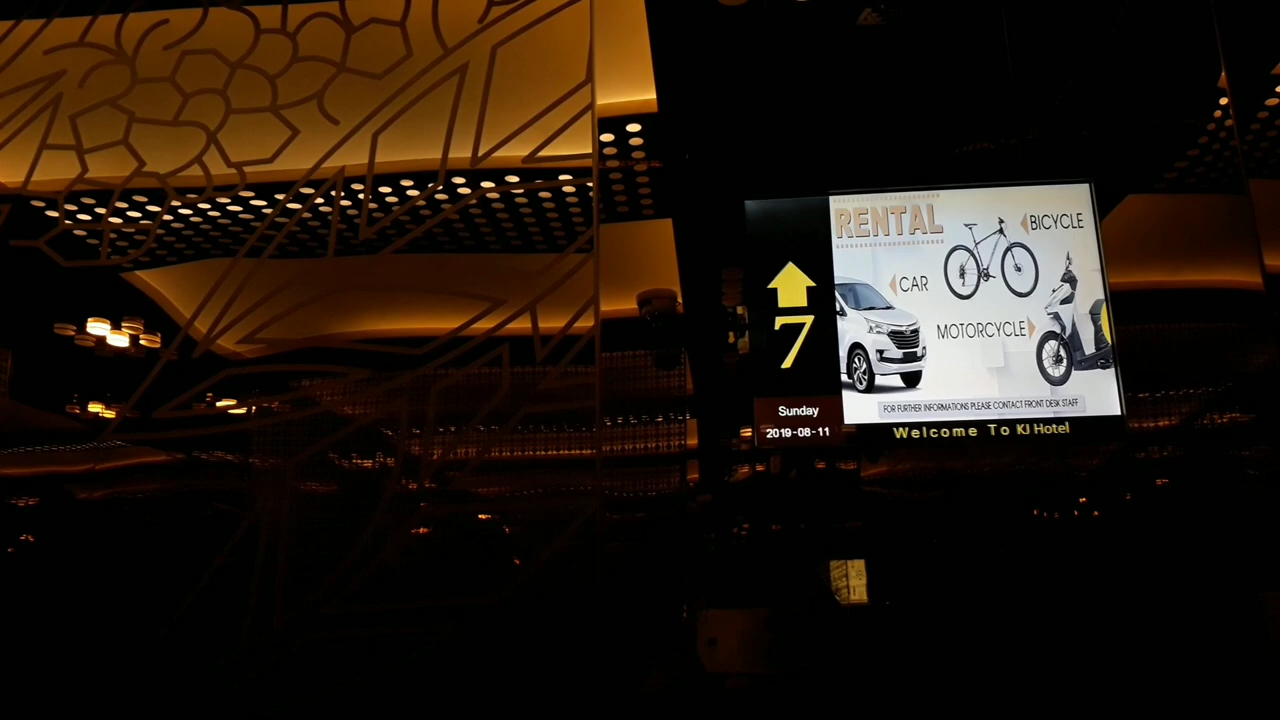 RENTAL
BICYCLE
CAR
MOTORCYCLE
FOR FURTHER INFORMATIONS PLEASE CONTACT FRONT DESK STAFF
7
Sunday
2019-08-11
Welcome To KJ Hotel